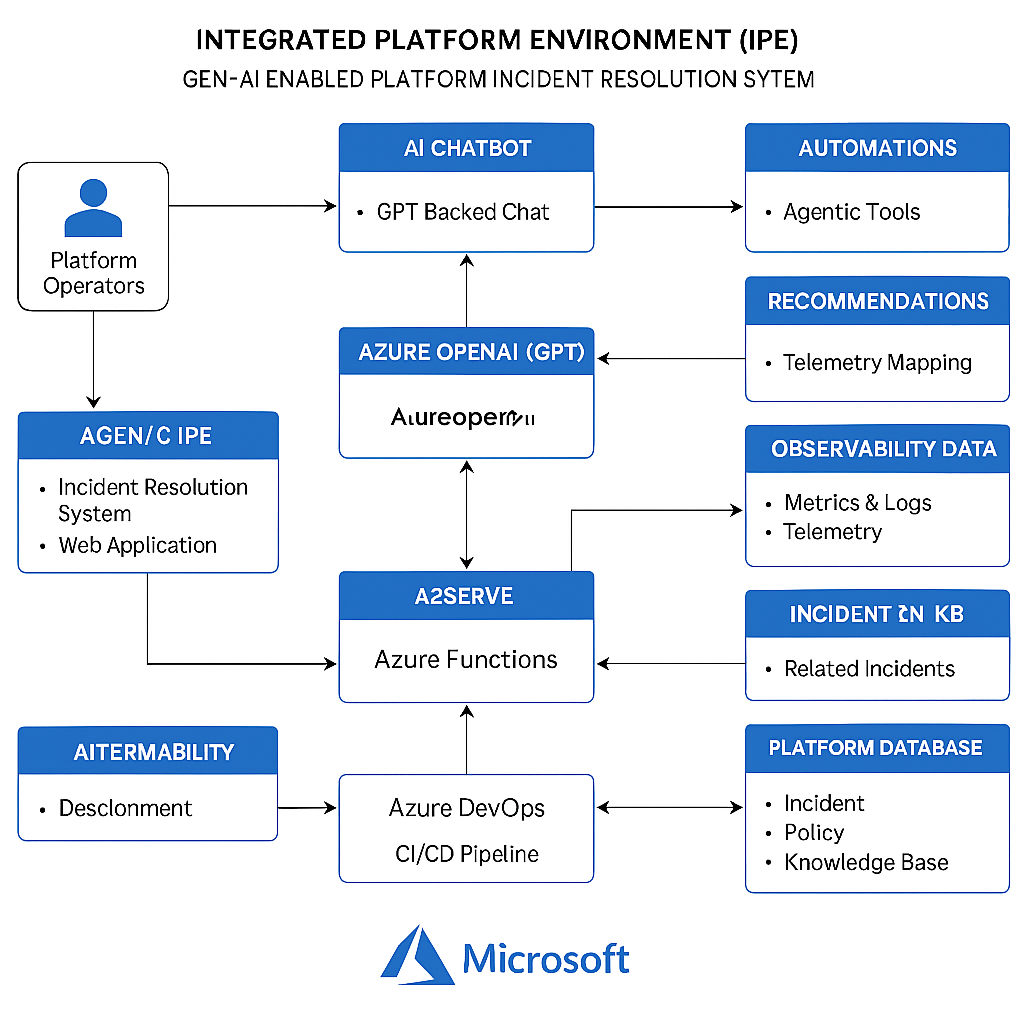 INTEGRATED PLATFORM ENVIRONMENT (IPE)
GEN-AI ENABLED PLATFORM INCIDENT RESOLUTION SYTEM
Platform
Operators
AI CHATBOT
• GPT Backed Chat
AUTOMATIONS
• Agentic Tools
RECOMMENDATIONS
• Telemetry Mapping
AZURE OPENAI (GPT)
AGEN/C IPE
• Incident Resolution
System
• Web Application
OBSERVABILITY DATA
• Metrics & Logs
• Telemetry
A2SERVE
Azure Functions
INCIDENT KB
• Related Incidents
AITERMABILITY
• Desclonment
Azure DevOps
CI/CD Pipeline
PLATFORM DATABASE
• Incident
• Policy
• Knowledge Base
Microsoft